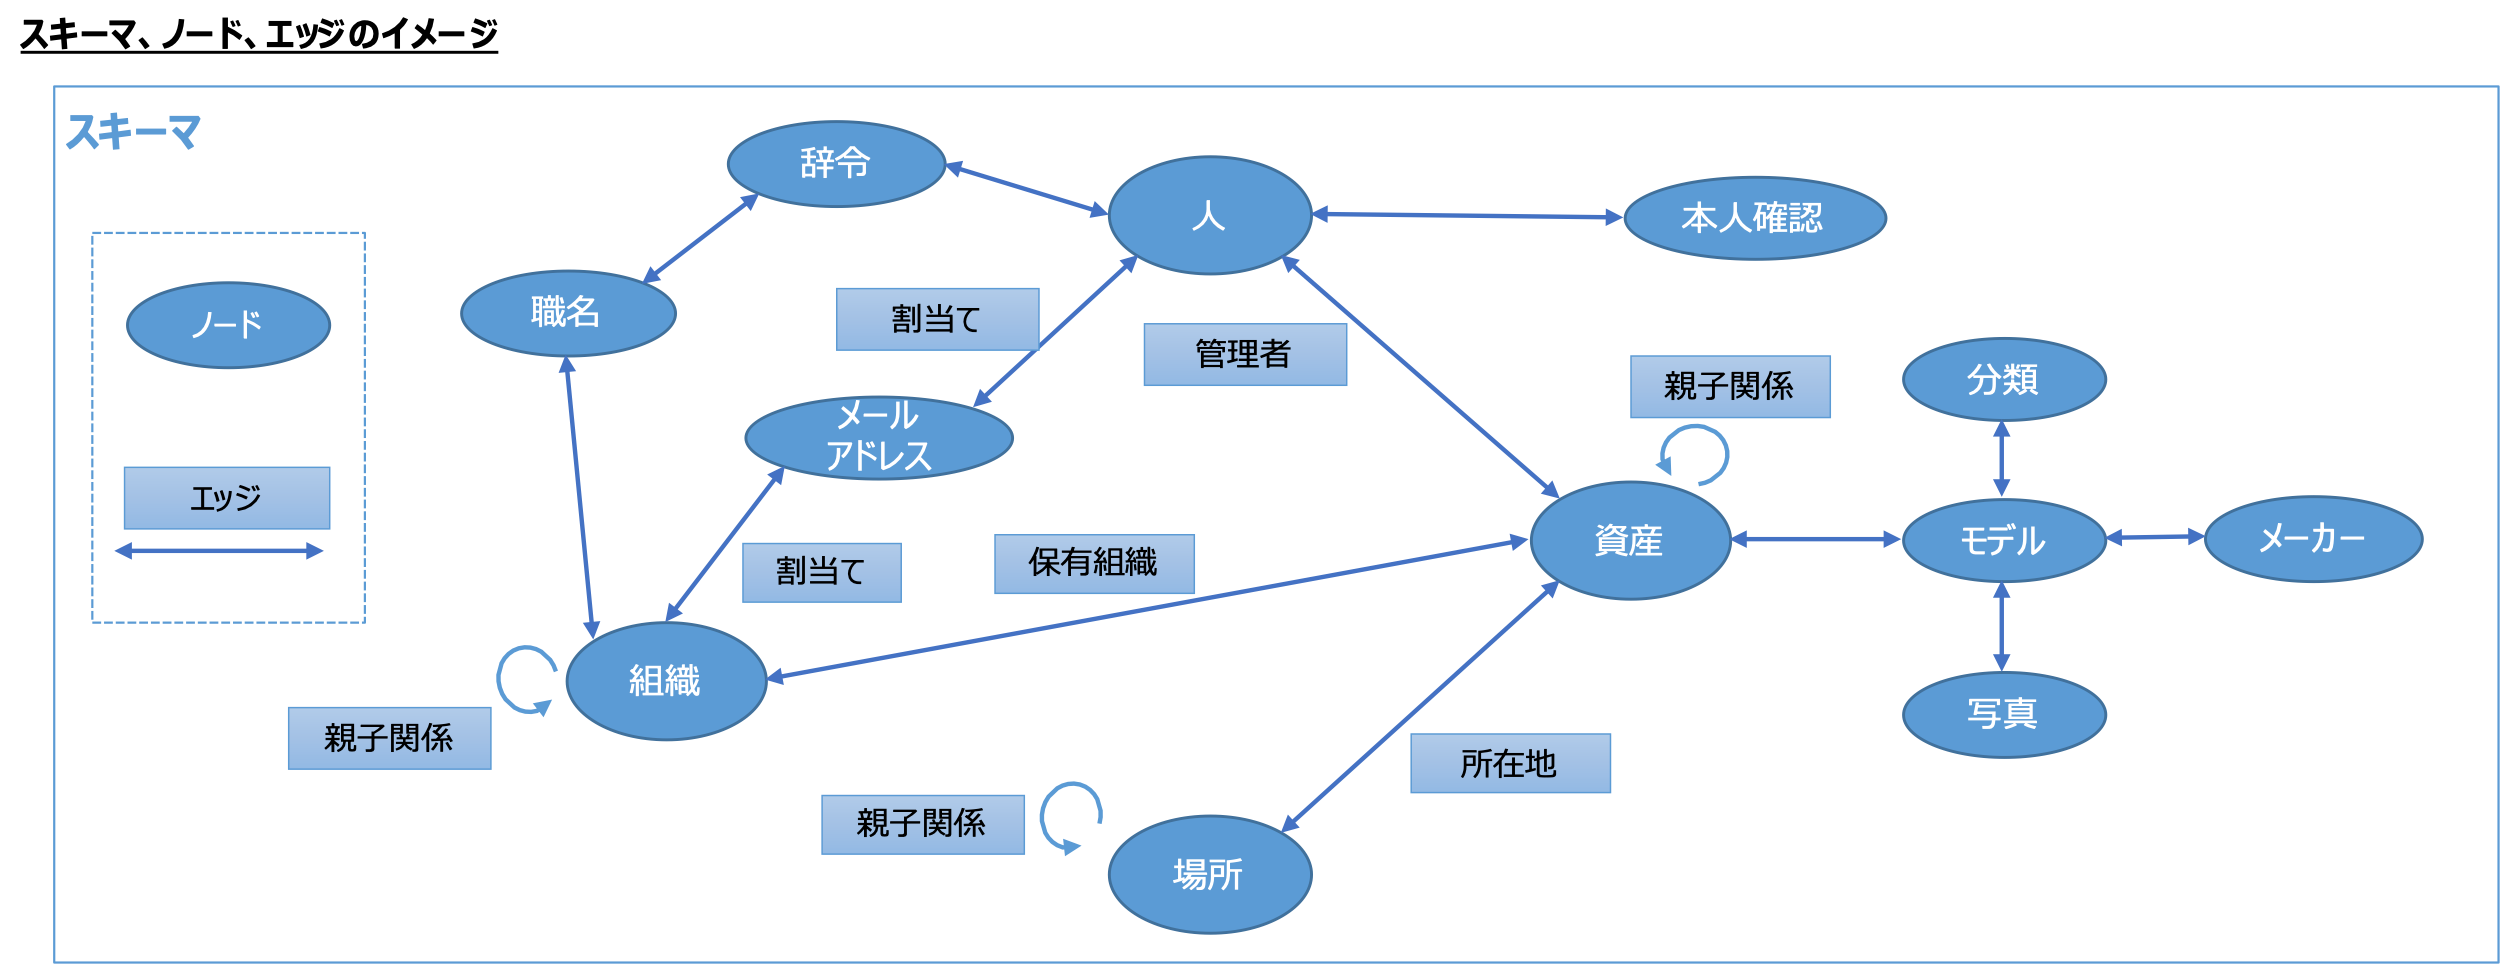 スキーマ、ノード、エッジのイメージ
スキーマ
辞令
人
木人確認
ノード
職名
割当て
管理者
分類
親子関係
メール
アドレス
エッジ
資産
モデル
メーカー
保有組織
割当て
組織
写真
親子関係
所在地
親子関係
場所